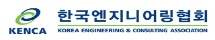 한국엔지니어링협회
KENCA KOREA ENGINEERING & CONSULTING ASSOCIATION